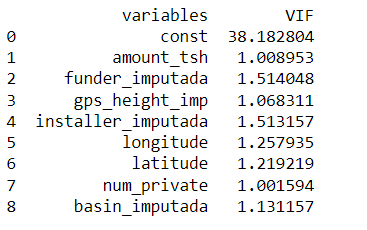 variables VIF
0 const 38.182804
1 amount_tsh 1.008953
2 funder_imputada 1.514048
3 gps_height_imp 1.068311
4 installer_imputada 1.513157
5 longitude 1.257935
6 latitude 1.219219
7 num_private 1.001594
8 basin_imputada 1.131157